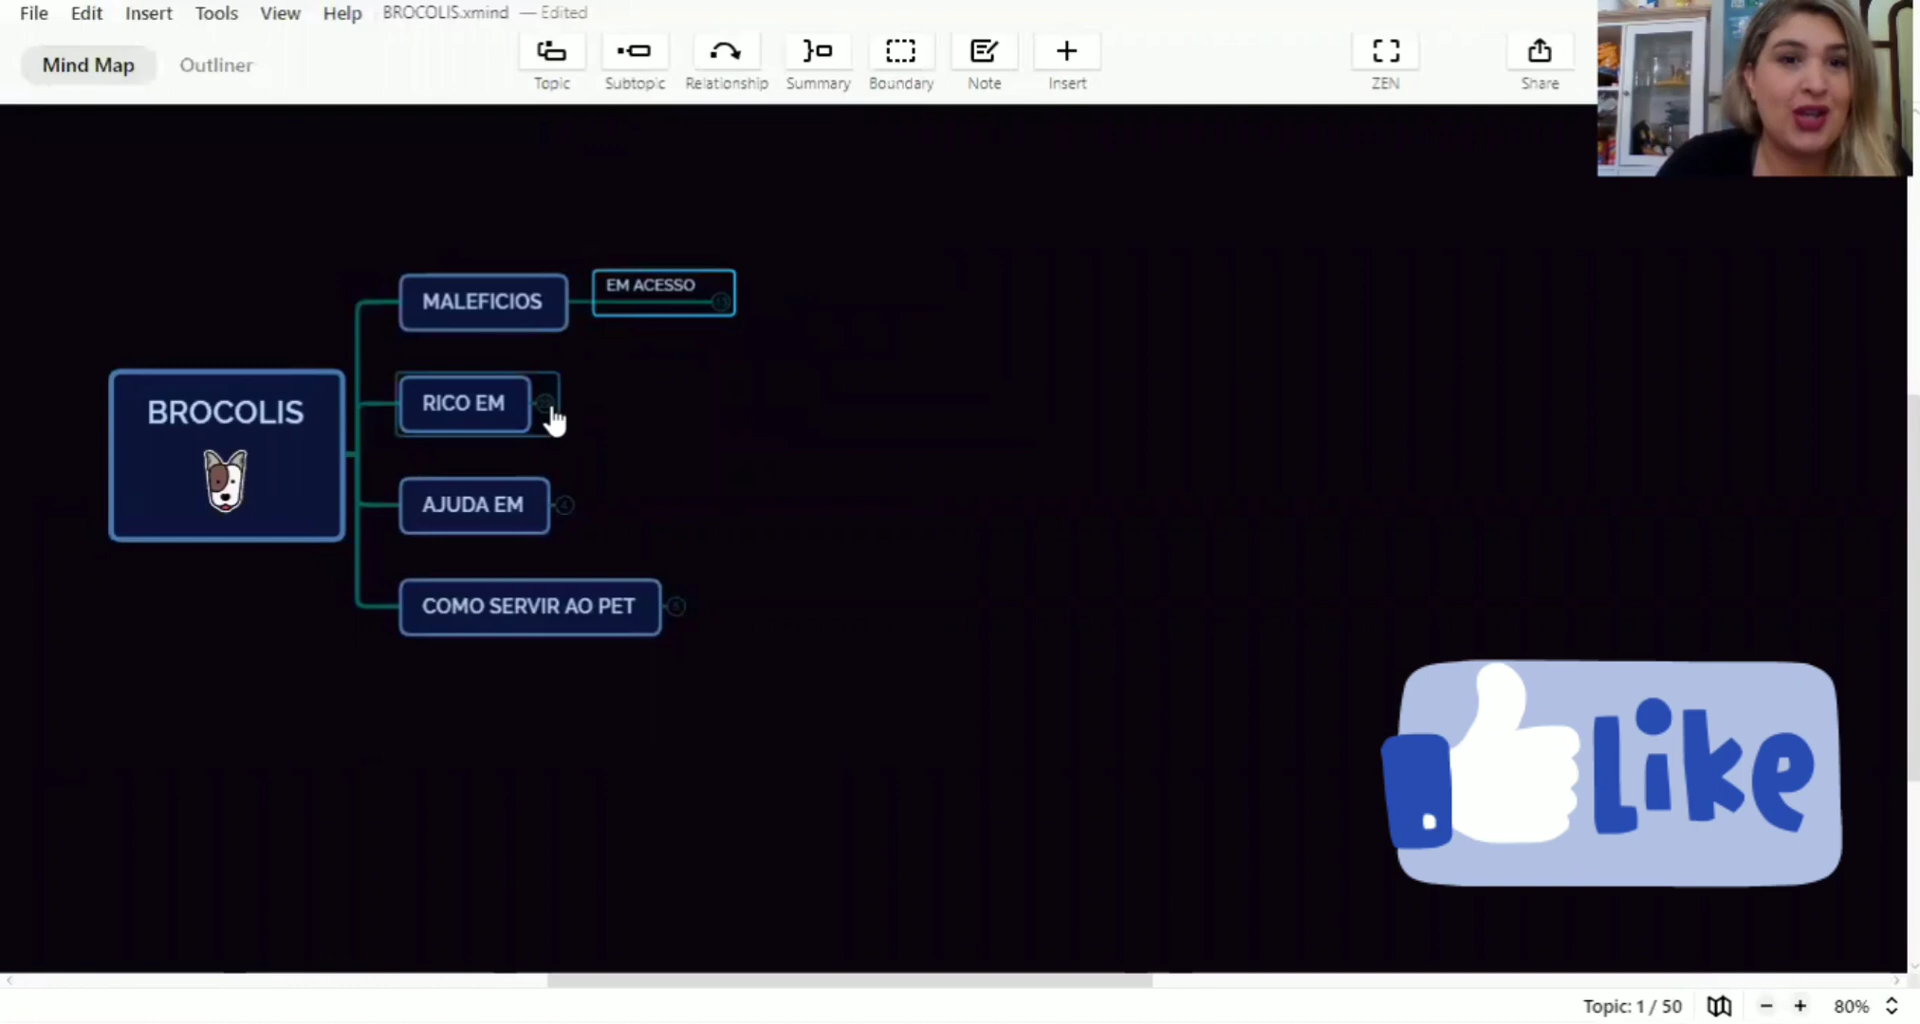 File Edit Insert Tools View Help BROCOLIS.xmind — Edited
Mind Map Outliner
Topic Subtopic Relationship Summary Boundary Note Insert ZEN Share
MALEFICIOS
EM ACESSO
RICO EM
BROCOLIS
AJUDA EM
COMO SERVIR AO PET
Like
Topic: 1 / 50 80%